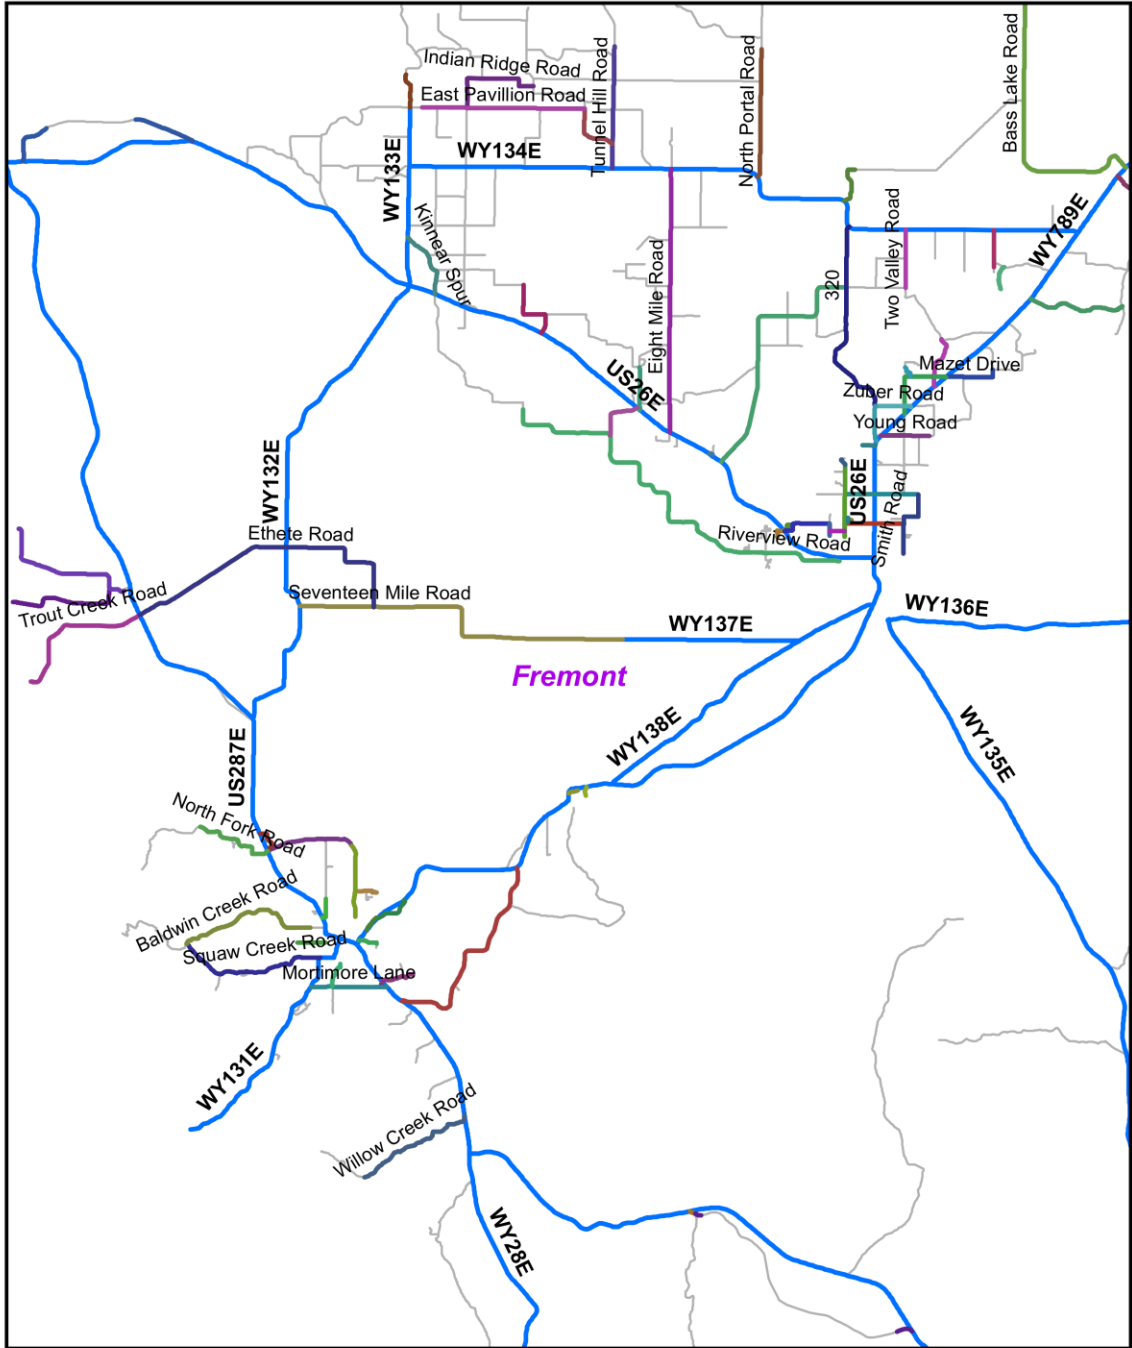 Indian Ridge Road
East Pavillion Road
Tunnel Hill Road
North Portal Road
Bass Lake Road
WY134E
WY133E
Kinnear Spur
Eight Mile Road
320
Two Valley Road
WY789E
US26E
Mazet Drive
Zuber Road
Young Road
WY132E
US26E
Smith Road
Riverview Road
Ethete Road
Trout Creek Road
Seventeen Mile Road
WY137E
WY136E
Fremont
WY138E
WY135E
US287E
North Fork Road
Baldwin Creek Road
Squaw Creek Road
Mortimore Lane
WY131E
Willow Creek Road
WY28E